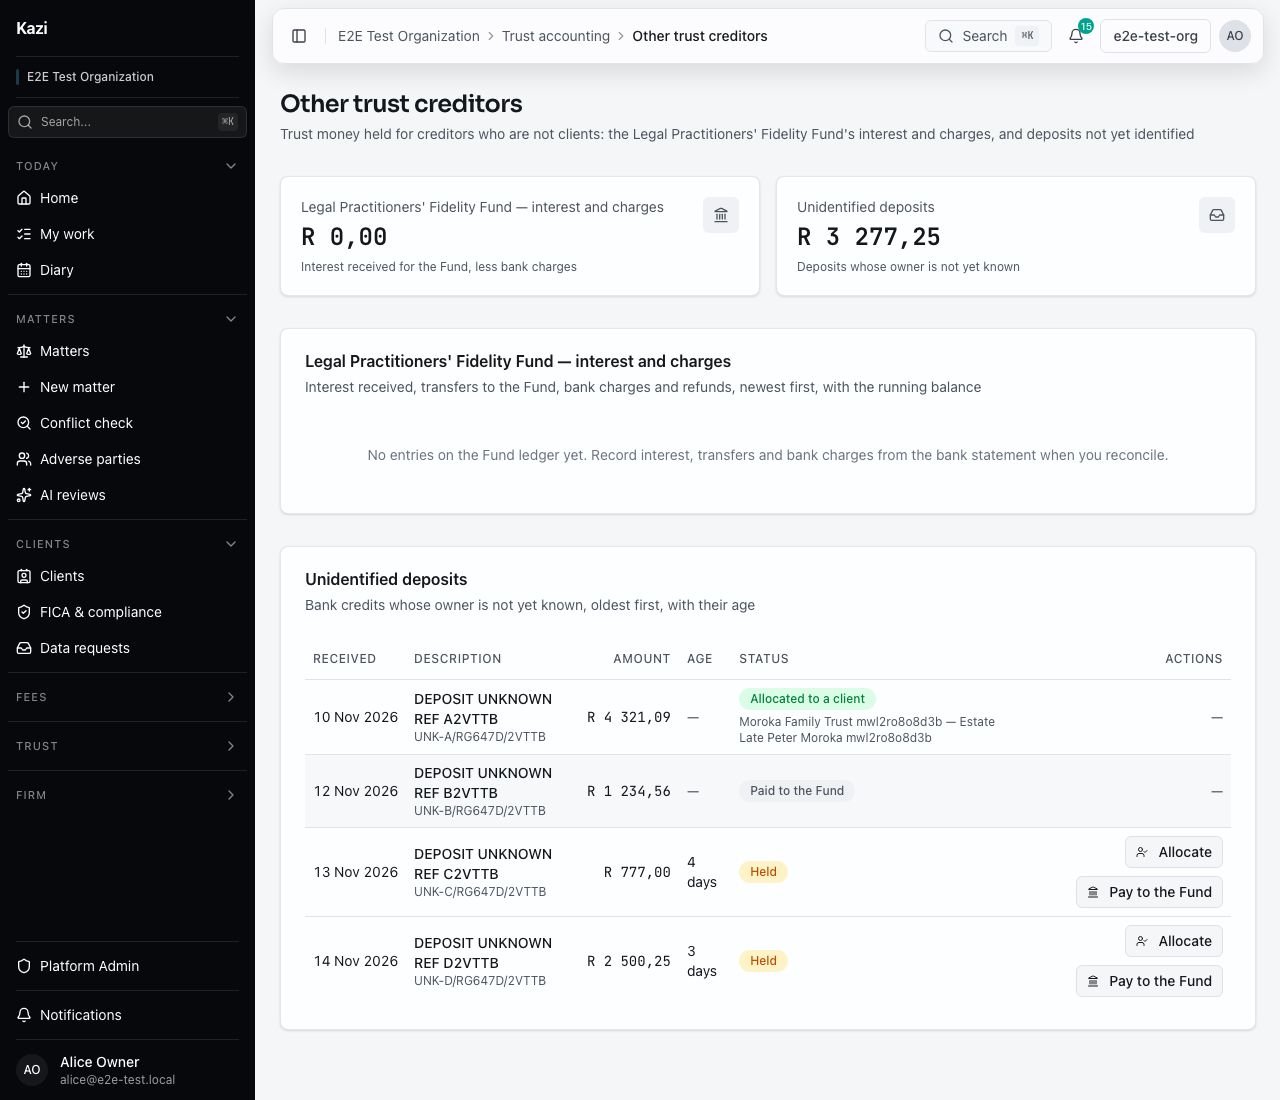 Kazi
E2E Test Organization
Search... ⌘K
TODAY
Home
My work
Diary
MATTERS
Matters
New matter
Conflict check
Adverse parties
AI reviews
CLIENTS
Clients
FICA & compliance
Data requests
FEES
TRUST
FIRM
Platform Admin
Notifications
AO
Alice Owner
alice@e2e-test.local
E2E Test Organization
Trust accounting
Other trust creditors
Search ⌘K
15
e2e-test-org
AO
Other trust creditors
Trust money held for creditors who are not clients: the Legal Practitioners' Fidelity Fund's interest and charges, and deposits not yet identified
Legal Practitioners' Fidelity Fund — interest and charges
R 0,00
Interest received for the Fund, less bank charges
Unidentified deposits
R 3 277,25
Deposits whose owner is not yet known
Legal Practitioners' Fidelity Fund — interest and charges
Interest received, transfers to the Fund, bank charges and refunds, newest first, with the running balance
No entries on the Fund ledger yet. Record interest, transfers and bank charges from the bank statement when you reconcile.
Unidentified deposits
Bank credits whose owner is not yet known, oldest first, with their age
RECEIVED DESCRIPTION AMOUNT AGE STATUS ACTIONS
10 Nov 2026
DEPOSIT UNKNOWN
REF A2VTTB
UNK-A/RG647D/2VTTB
R 4 321,09
—
Allocated to a client
Moroka Family Trust mwl2ro8o8d3b — Estate
Late Peter Moroka mwl2ro8o8d3b
—
12 Nov 2026
DEPOSIT UNKNOWN
REF B2VTTB
UNK-B/RG647D/2VTTB
R 1 234,56
—
Paid to the Fund
—
13 Nov 2026
DEPOSIT UNKNOWN
REF C2VTTB
UNK-C/RG647D/2VTTB
R 777,00
4
days
Held
Allocate
Pay to the Fund
14 Nov 2026
DEPOSIT UNKNOWN
REF D2VTTB
UNK-D/RG647D/2VTTB
R 2 500,25
3
days
Held
Allocate
Pay to the Fund